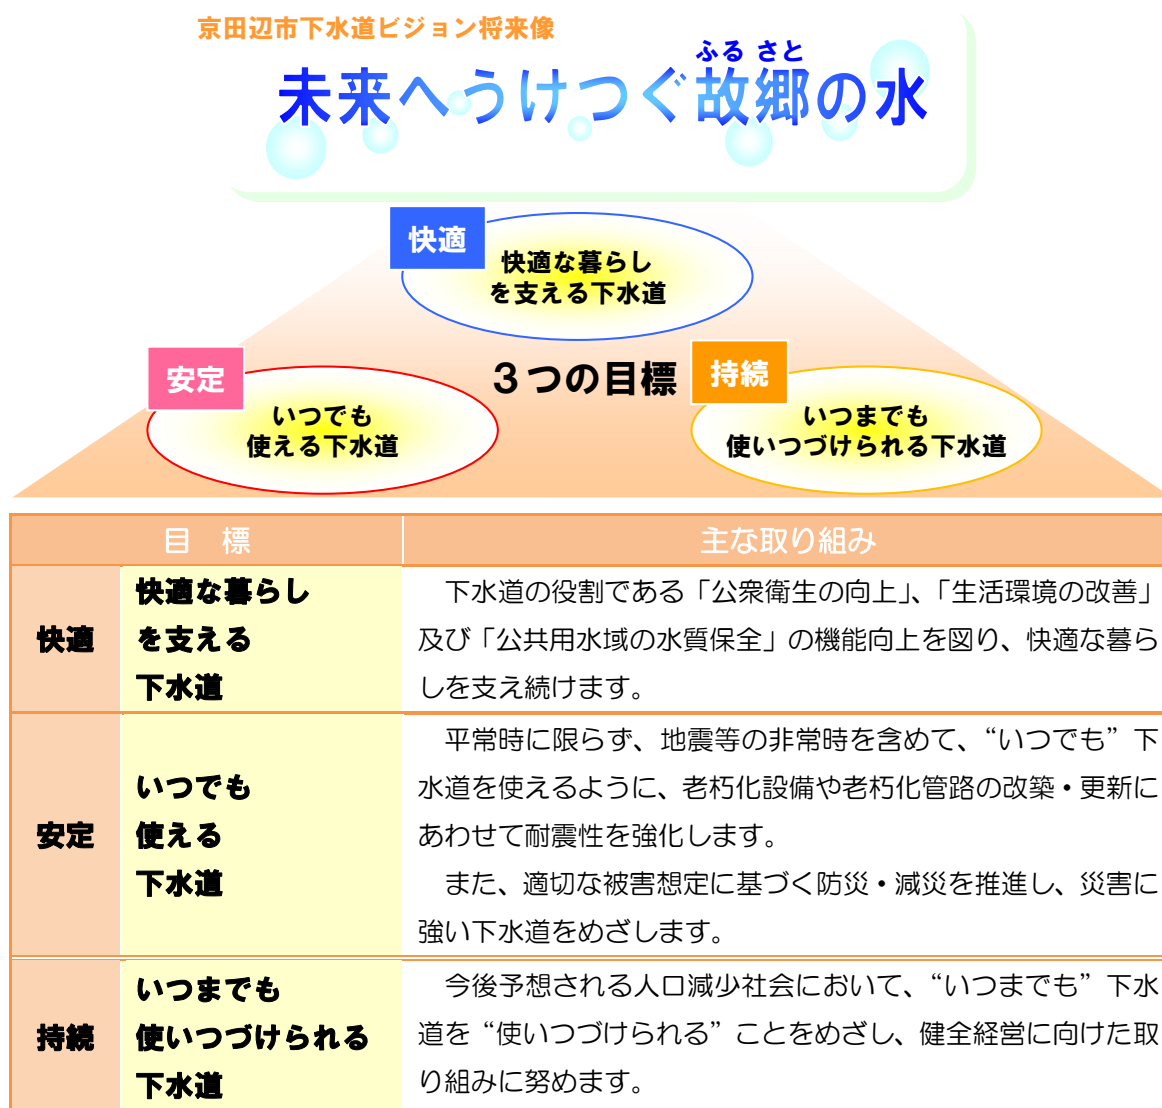 京田辺市下水道ビジョン将来像
ふる さと
未来へうけつぐ故郷の水
快適
快適な暮らし
を支える下水道
安定
いつでも
使える下水道
3つの目標
持続
いつまでも
使いつづけられる下水道
目 標
主な取り組み
快適
快適な暮らし
を支える
下水道
下水道の役割である「公衆衛生の向上」、「生活環境の改善」
及び「公共用水域の水質保全」の機能向上を図り、快適な暮ら
しを支え続けます。
安定
いつでも
使える
下水道
平常時に限らず、地震等の非常時を含めて、“いつでも”下
水道を使えるように、老朽化設備や老朽化管路の改築・更新に
あわせて耐震性を強化します。
また、適切な被害想定に基づく防災・減災を推進し、災害に
強い下水道をめざします。
持続
いつまでも
使いつづけられる
下水道
今後予想される人口減少社会において、“いつまでも”下水
道を“使いつづけられる”ことをめざし、健全経営に向けた取
り組みに努めます。